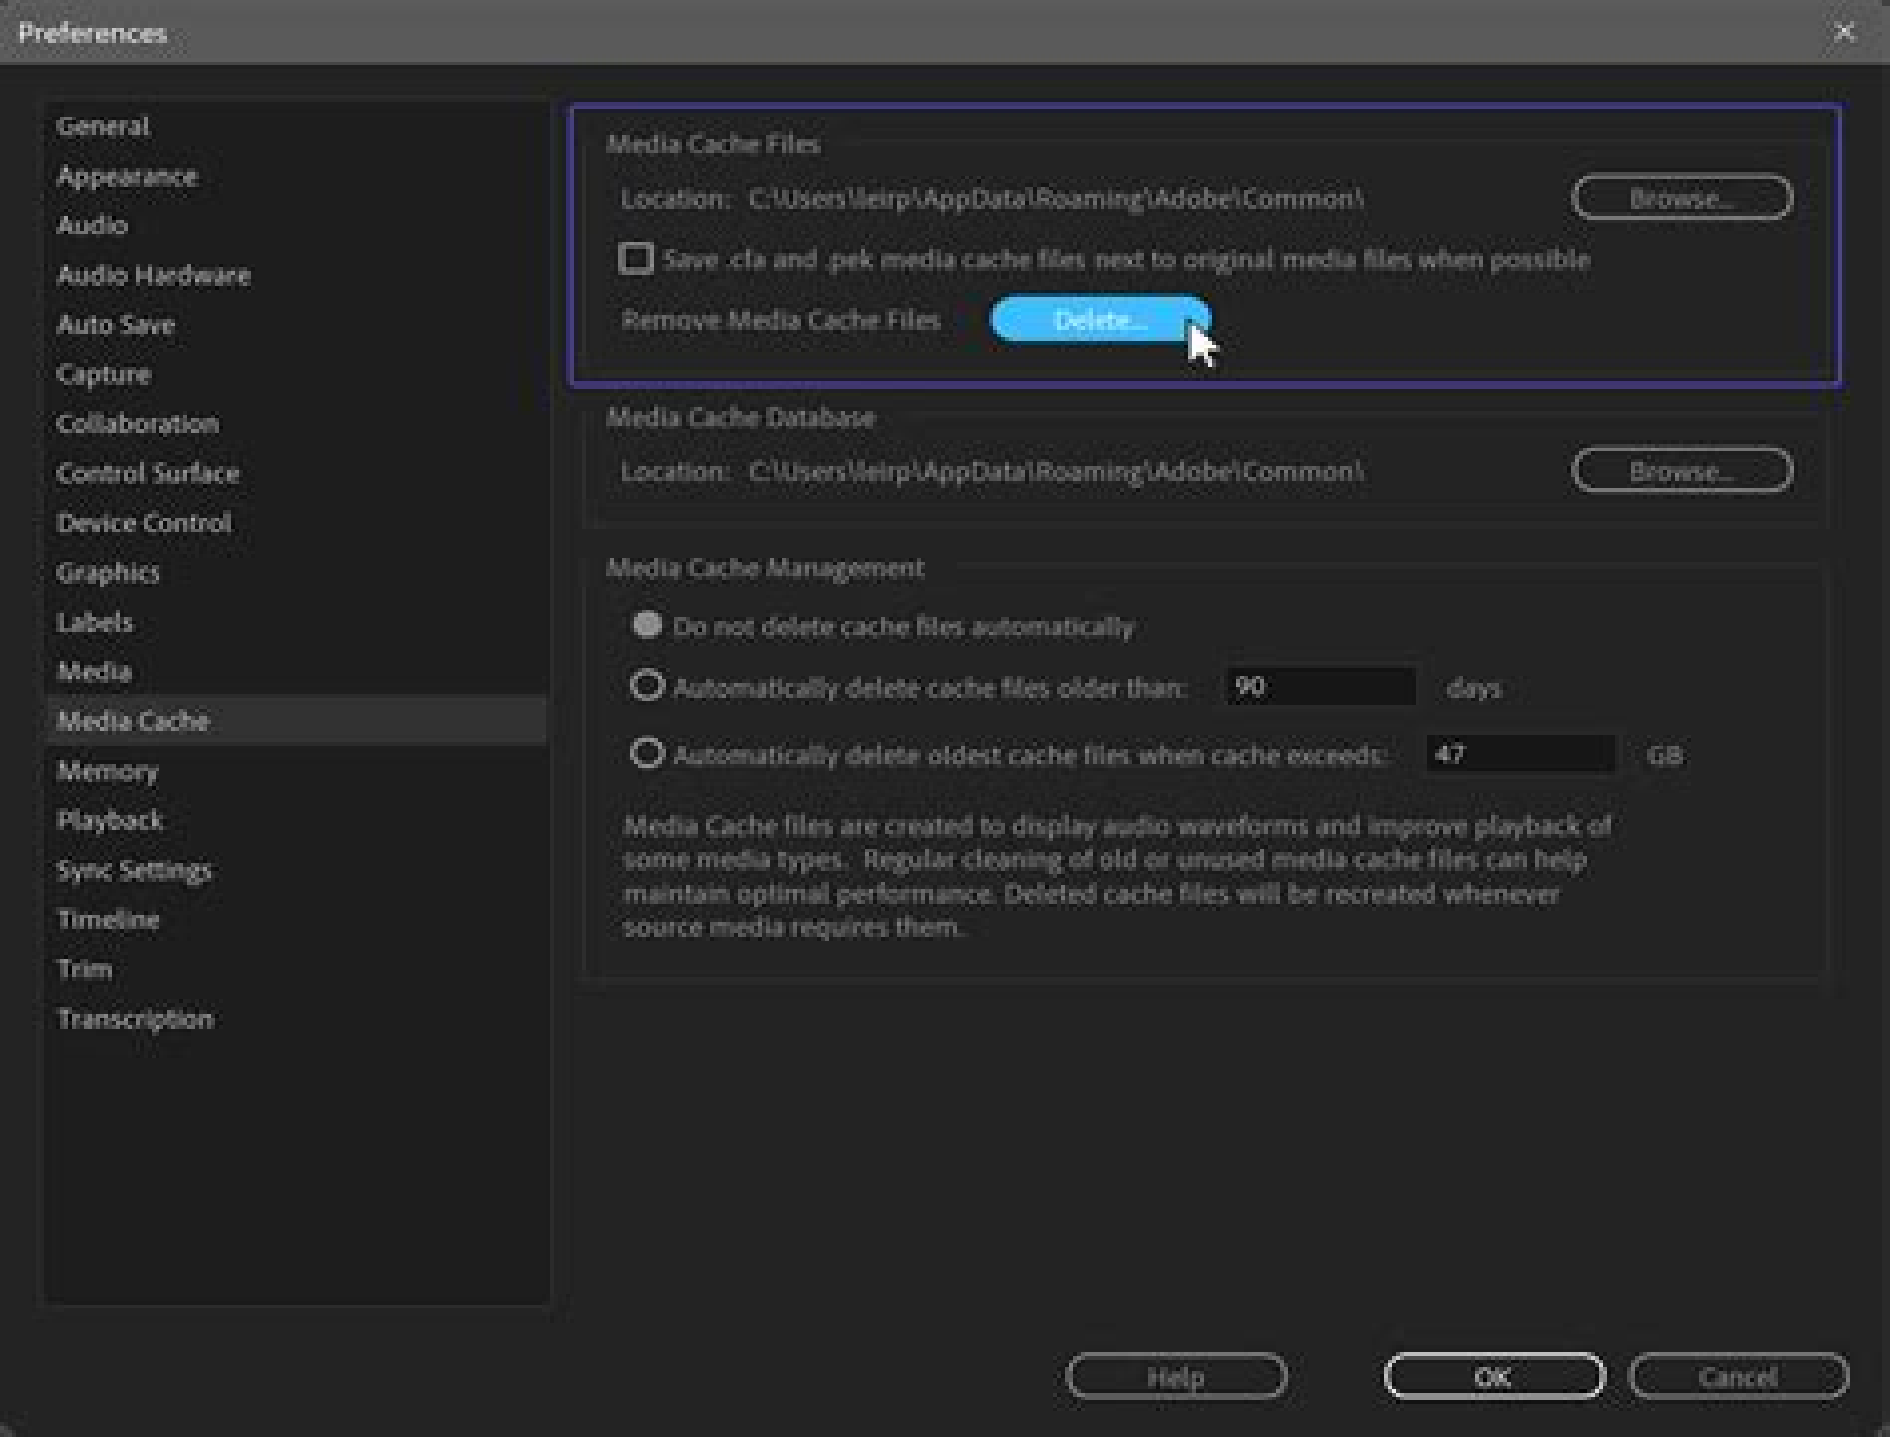 Preferences
General
Appearance
Audio
Audio Hardware
Auto Save
Capture
Collaboration
Control Surface
Device Control
Graphics
Labels
Media
Media Cache
Memory
Playback
Sync Settings
Timeline
Trim
Transcription
Media Cache Files
Location: C:\Users\leirp\AppData\Roaming\Adobe\Common\ Browse...
Save .cfa and .pek media cache files next to original media files when possible
Remove Media Cache Files Delete...
Media Cache Database
Location: C:\Users\leirp\AppData\Roaming\Adobe\Common\ Browse...
Media Cache Management
Do not delete cache files automatically
Automatically delete cache files older than: 90 days
Automatically delete oldest cache files when cache exceeds: 47 GB
Media Cache files are created to display audio waveforms and improve playback of
some media types. Regular cleaning of old or unused media cache files can help
maintain optimal performance. Deleted cache files will be recreated whenever
source media requires them.
Help OK Cancel